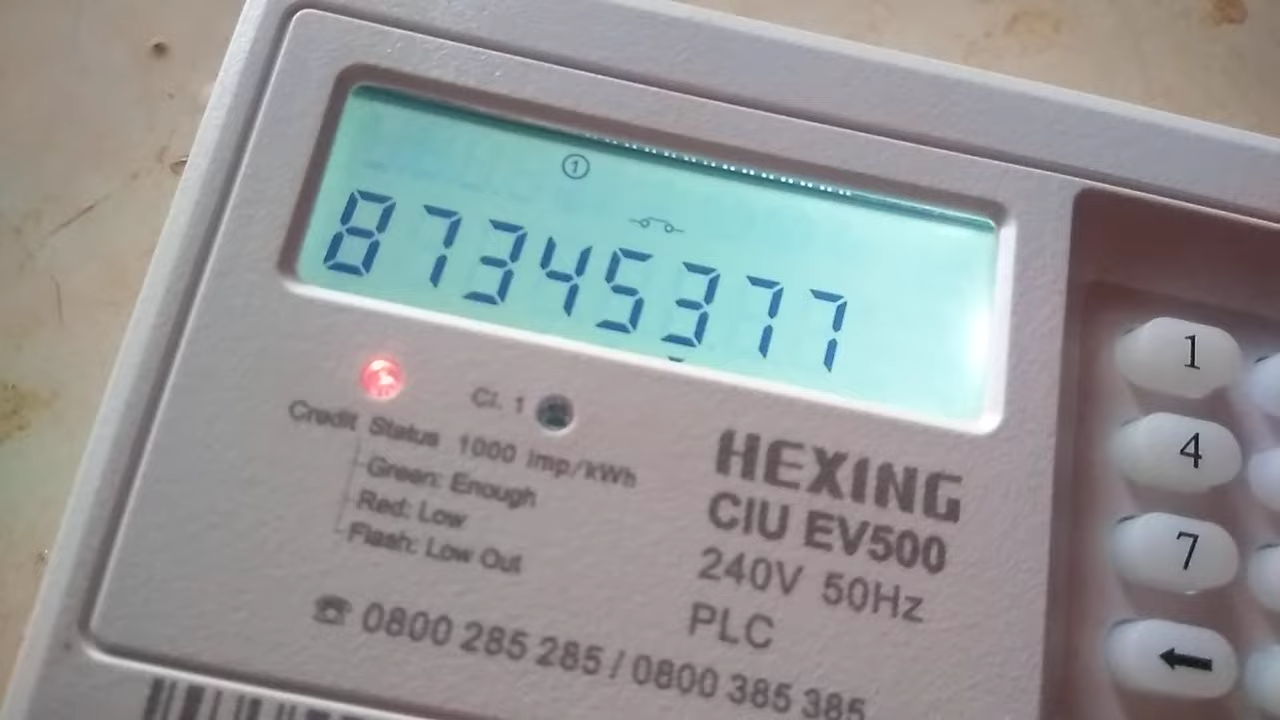 ①
87345377
Cl. 1
Credit Status 1000 imp/kWh
Green: Enough
Red: Low
Flash: Low Out
HEXING
CIU EV500
240V 50Hz
PLC
☎ 0800 285 285 / 0800 385 385
1
4
7
←